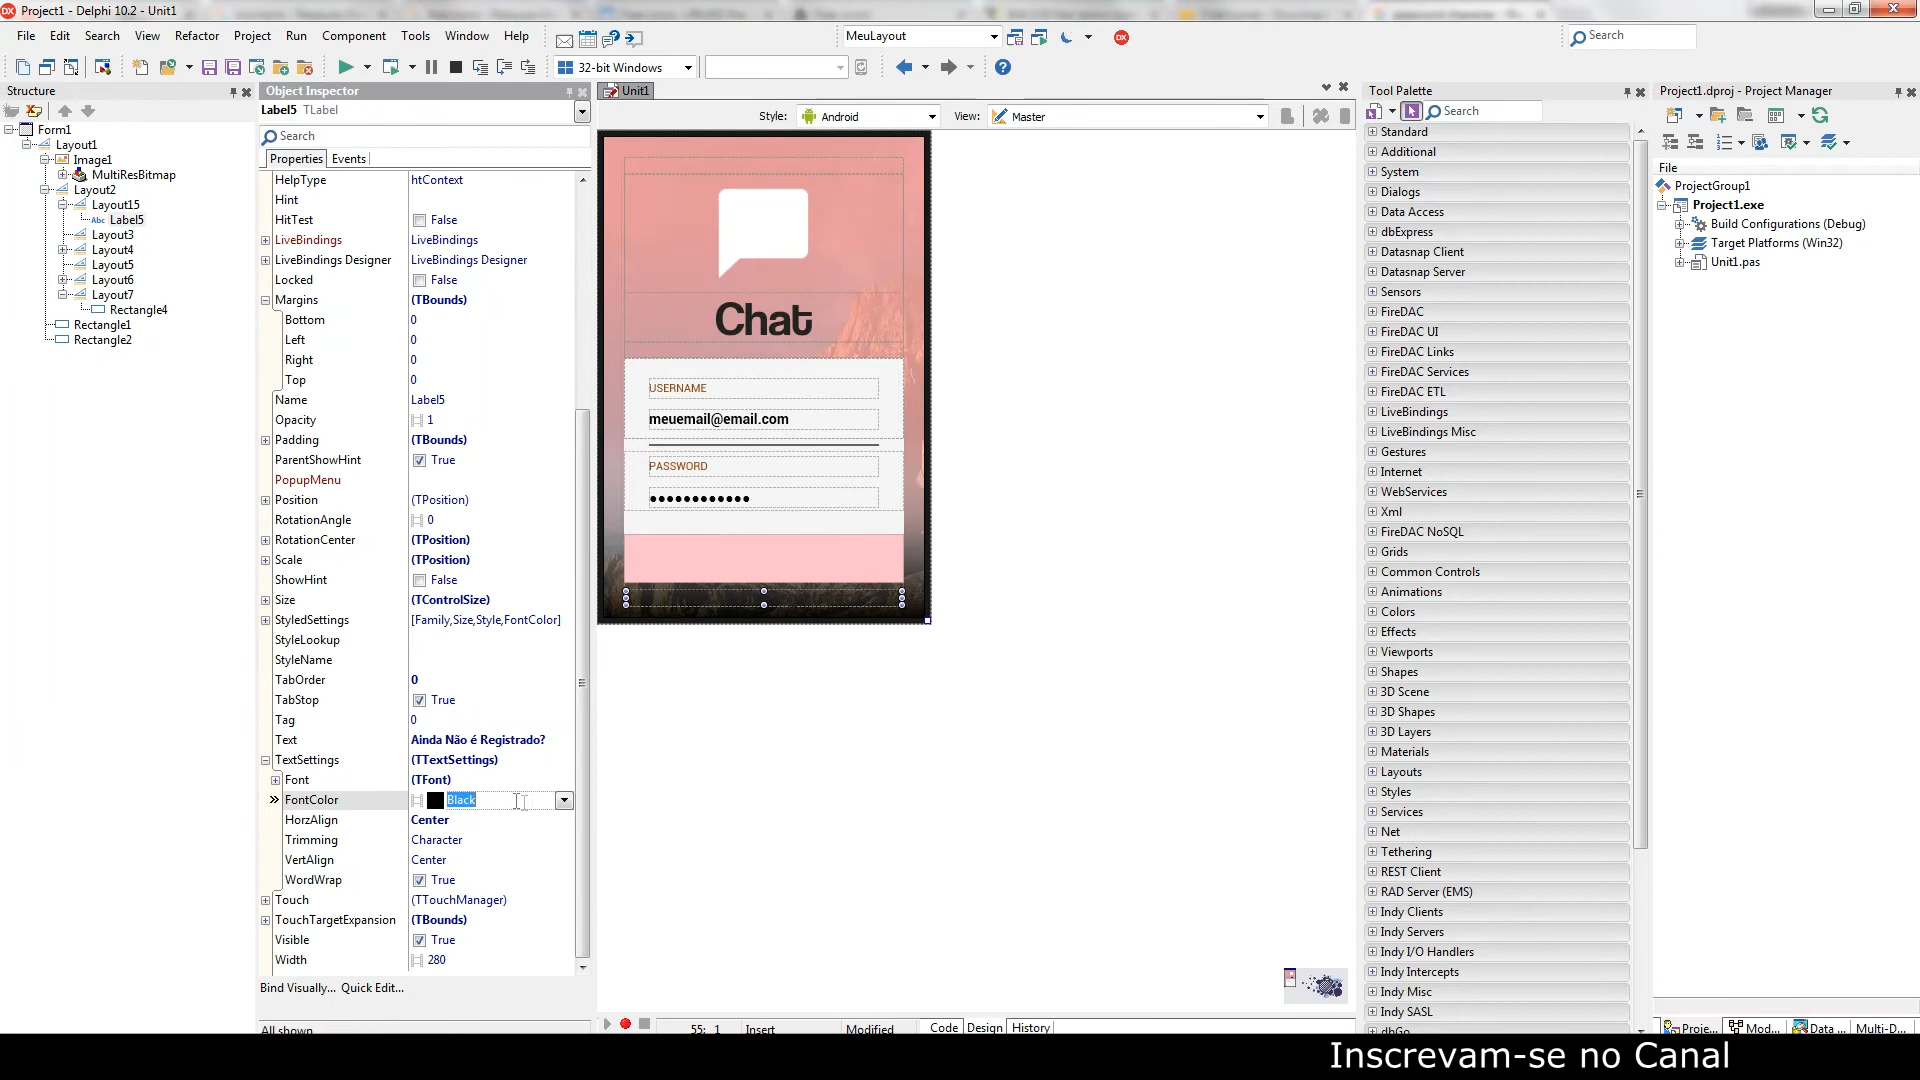 Project1 - Delphi 10.2 - Unit1
File Edit Search View Refactor Project Run Component Tools Window Help
MeuLayout
Search
32-bit Windows
Structure
Form1
Layout1
Image1
MultiResBitmap
Layout2
Layout15
Label5
Layout3
Layout4
Layout5
Layout6
Layout7
Rectangle4
Rectangle1
Rectangle2
Object Inspector
Label5 TLabel
Search
Properties Events
HelpType htContext
Hint
HitTest False
LiveBindings LiveBindings
LiveBindings Designer LiveBindings Designer
Locked False
Margins (TBounds)
Bottom 0
Left 0
Right 0
Top 0
Name Label5
Opacity 1
Padding (TBounds)
ParentShowHint True
PopupMenu
Position (TPosition)
RotationAngle 0
RotationCenter (TPosition)
Scale (TPosition)
ShowHint False
Size (TControlSize)
StyledSettings [Family,Size,Style,FontColor]
StyleLookup
StyleName
TabOrder 0
TabStop True
Tag 0
Text Ainda Não é Registrado?
TextSettings (TTextSettings)
Font (TFont)
FontColor Black
HorzAlign Center
Trimming Character
VertAlign Center
WordWrap True
Touch (TTouchManager)
TouchTargetExpansion (TBounds)
Visible True
Width 280
Bind Visually... Quick Edit...
All shown
Unit1
Style: Android View: Master
Chat
USERNAME
meuemail@email.com
PASSWORD
55: 1 Insert Modified Code Design History
Tool Palette
Search
Standard
Additional
System
Dialogs
Data Access
dbExpress
Datasnap Client
Datasnap Server
Sensors
FireDAC
FireDAC UI
FireDAC Links
FireDAC Services
FireDAC ETL
LiveBindings
LiveBindings Misc
Gestures
Internet
WebServices
Xml
FireDAC NoSQL
Grids
Common Controls
Animations
Colors
Effects
Viewports
Shapes
3D Scene
3D Shapes
3D Layers
Materials
Layouts
Styles
Services
Net
Tethering
REST Client
RAD Server (EMS)
Indy Clients
Indy Servers
Indy I/O Handlers
Indy Intercepts
Indy Misc
Indy SASL
dbGo
Project1.dproj - Project Manager
File
ProjectGroup1
Project1.exe
Build Configurations (Debug)
Target Platforms (Win32)
Unit1.pas
Proje... Mod... Data ... Multi-D...
Inscrevam-se no Canal